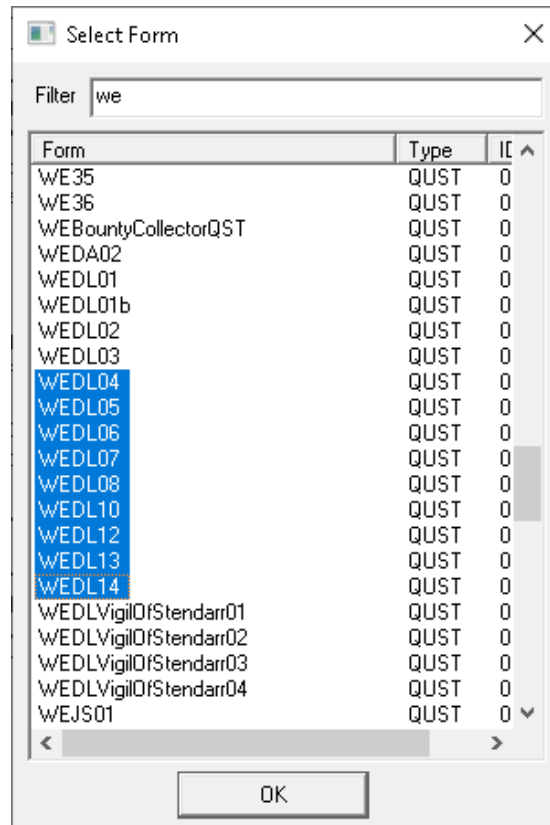 Select Form
Filter we
Form Type ID
WE35 QUST 0
WE36 QUST 0
WEBountyCollectorQST QUST 0
WEDA02 QUST 0
WEDL01 QUST 0
WEDL01b QUST 0
WEDL02 QUST 0
WEDL03 QUST 0
WEDL04 QUST 0
WEDL05 QUST 0
WEDL06 QUST 0
WEDL07 QUST 0
WEDL08 QUST 0
WEDL10 QUST 0
WEDL12 QUST 0
WEDL13 QUST 0
WEDL14 QUST 0
WEDLVigilOfStendarr01 QUST 0
WEDLVigilOfStendarr02 QUST 0
WEDLVigilOfStendarr03 QUST 0
WEDLVigilOfStendarr04 QUST 0
WEJS01 QUST 0
OK